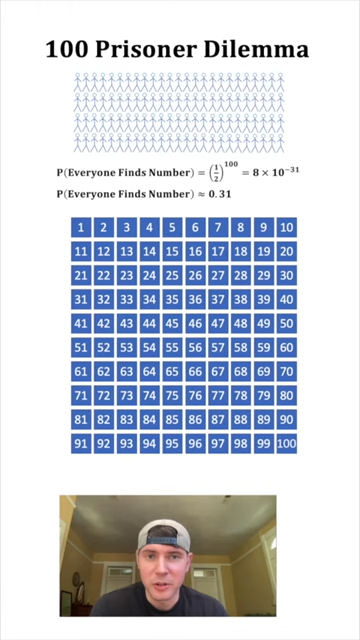 100 Prisoner Dilemma
P(Everyone Finds Number) = (1/2)^100 = 8 × 10^−31
P(Everyone Finds Number) ≈ 0.31
1 2 3 4 5 6 7 8 9 10
11 12 13 14 15 16 17 18 19 20
21 22 23 24 25 26 27 28 29 30
31 32 33 34 35 36 37 38 39 40
41 42 43 44 45 46 47 48 49 50
51 52 53 54 55 56 57 58 59 60
61 62 63 64 65 66 67 68 69 70
71 72 73 74 75 76 77 78 79 80
81 82 83 84 85 86 87 88 89 90
91 92 93 94 95 96 97 98 99 100